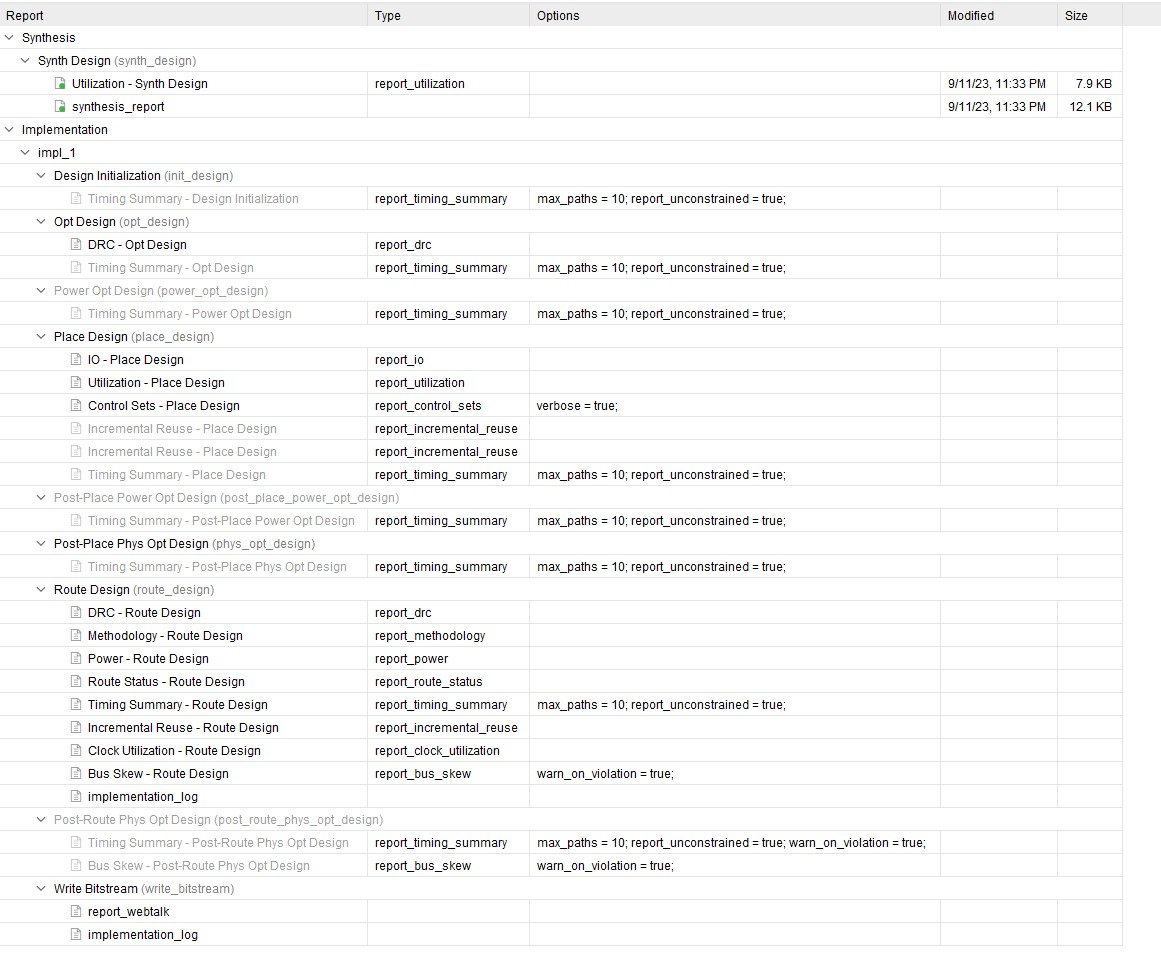 Report Type Options Modified Size
Synthesis
Synth Design (synth_design)
Utilization - Synth Design report_utilization 9/11/23, 11:33 PM 7.9 KB
synthesis_report 9/11/23, 11:33 PM 12.1 KB
Implementation
impl_1
Design Initialization (init_design)
Timing Summary - Design Initialization report_timing_summary max_paths = 10; report_unconstrained = true;
Opt Design (opt_design)
DRC - Opt Design report_drc
Timing Summary - Opt Design report_timing_summary max_paths = 10; report_unconstrained = true;
Power Opt Design (power_opt_design)
Timing Summary - Power Opt Design report_timing_summary max_paths = 10; report_unconstrained = true;
Place Design (place_design)
IO - Place Design report_io
Utilization - Place Design report_utilization
Control Sets - Place Design report_control_sets verbose = true;
Incremental Reuse - Place Design report_incremental_reuse
Incremental Reuse - Place Design report_incremental_reuse
Timing Summary - Place Design report_timing_summary max_paths = 10; report_unconstrained = true;
Post-Place Power Opt Design (post_place_power_opt_design)
Timing Summary - Post-Place Power Opt Design report_timing_summary max_paths = 10; report_unconstrained = true;
Post-Place Phys Opt Design (phys_opt_design)
Timing Summary - Post-Place Phys Opt Design report_timing_summary max_paths = 10; report_unconstrained = true;
Route Design (route_design)
DRC - Route Design report_drc
Methodology - Route Design report_methodology
Power - Route Design report_power
Route Status - Route Design report_route_status
Timing Summary - Route Design report_timing_summary max_paths = 10; report_unconstrained = true;
Incremental Reuse - Route Design report_incremental_reuse
Clock Utilization - Route Design report_clock_utilization
Bus Skew - Route Design report_bus_skew warn_on_violation = true;
implementation_log
Post-Route Phys Opt Design (post_route_phys_opt_design)
Timing Summary - Post-Route Phys Opt Design report_timing_summary max_paths = 10; report_unconstrained = true; warn_on_violation = true;
Bus Skew - Post-Route Phys Opt Design report_bus_skew warn_on_violation = true;
Write Bitstream (write_bitstream)
report_webtalk
implementation_log